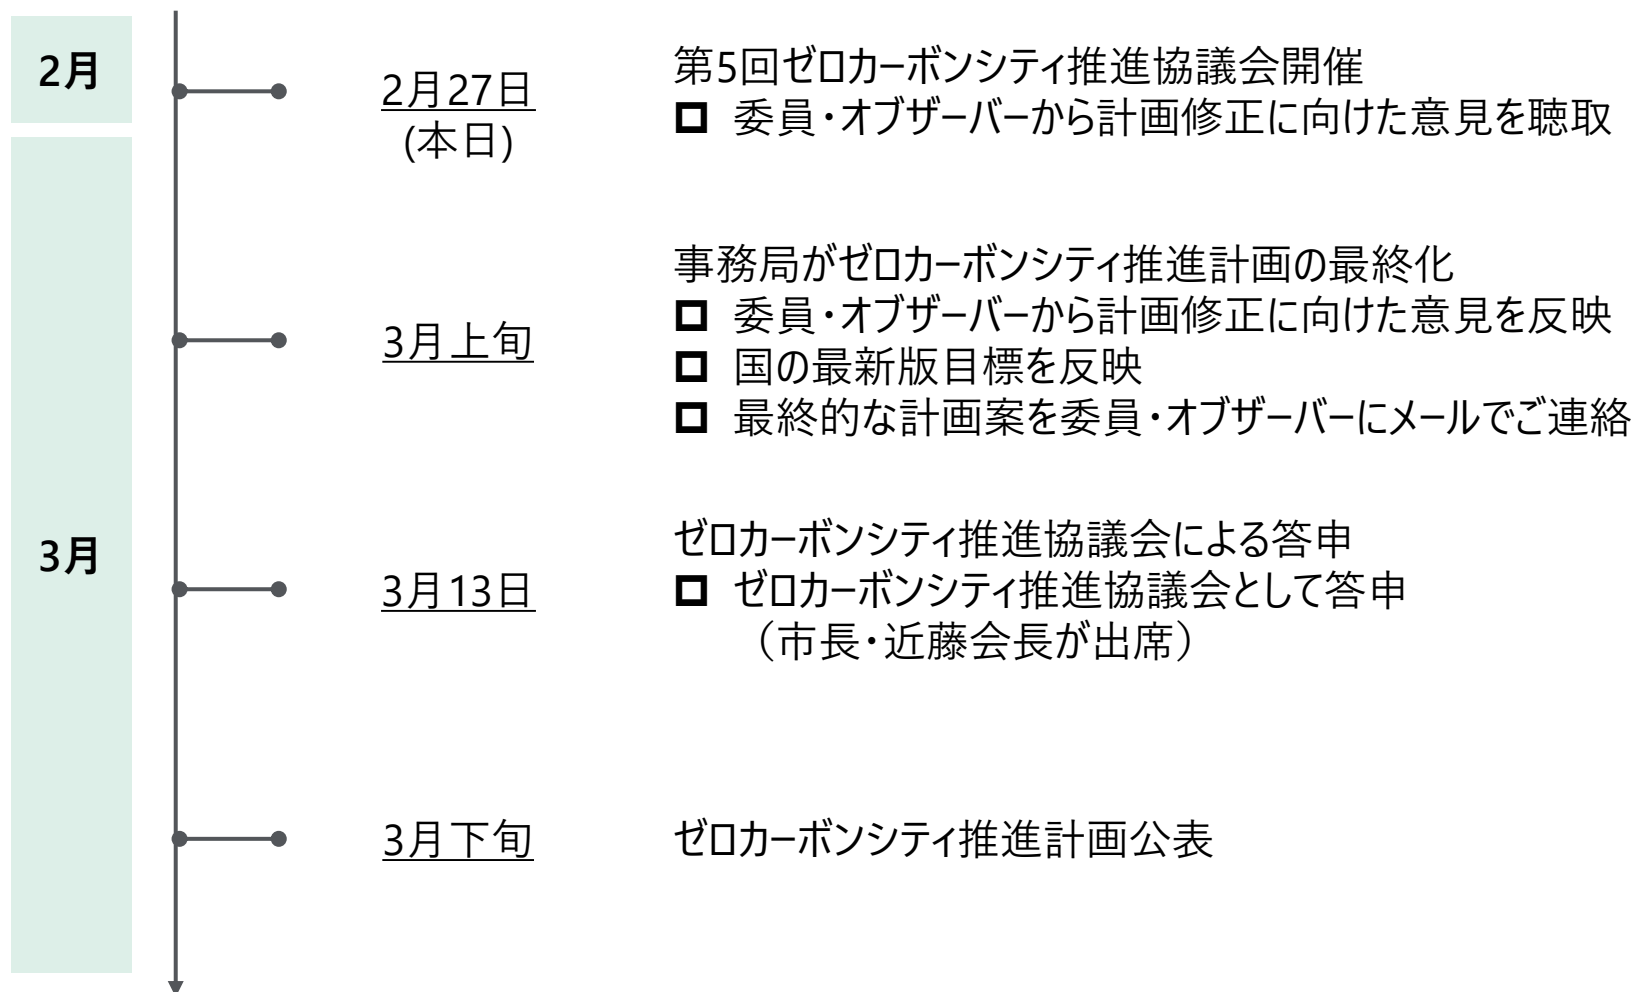 2月
2月27日
(本日)
第5回ゼロカーボンシティ推進協議会開催
委員・オブザーバーから計画修正に向けた意見を聴取
3月
3月上旬
事務局がゼロカーボンシティ推進計画の最終化
委員・オブザーバーから計画修正に向けた意見を反映
国の最新版目標を反映
最終的な計画案を委員・オブザーバーにメールでご連絡
3月13日
ゼロカーボンシティ推進協議会による答申
ゼロカーボンシティ推進協議会として答申
（市長・近藤会長が出席）
3月下旬
ゼロカーボンシティ推進計画公表